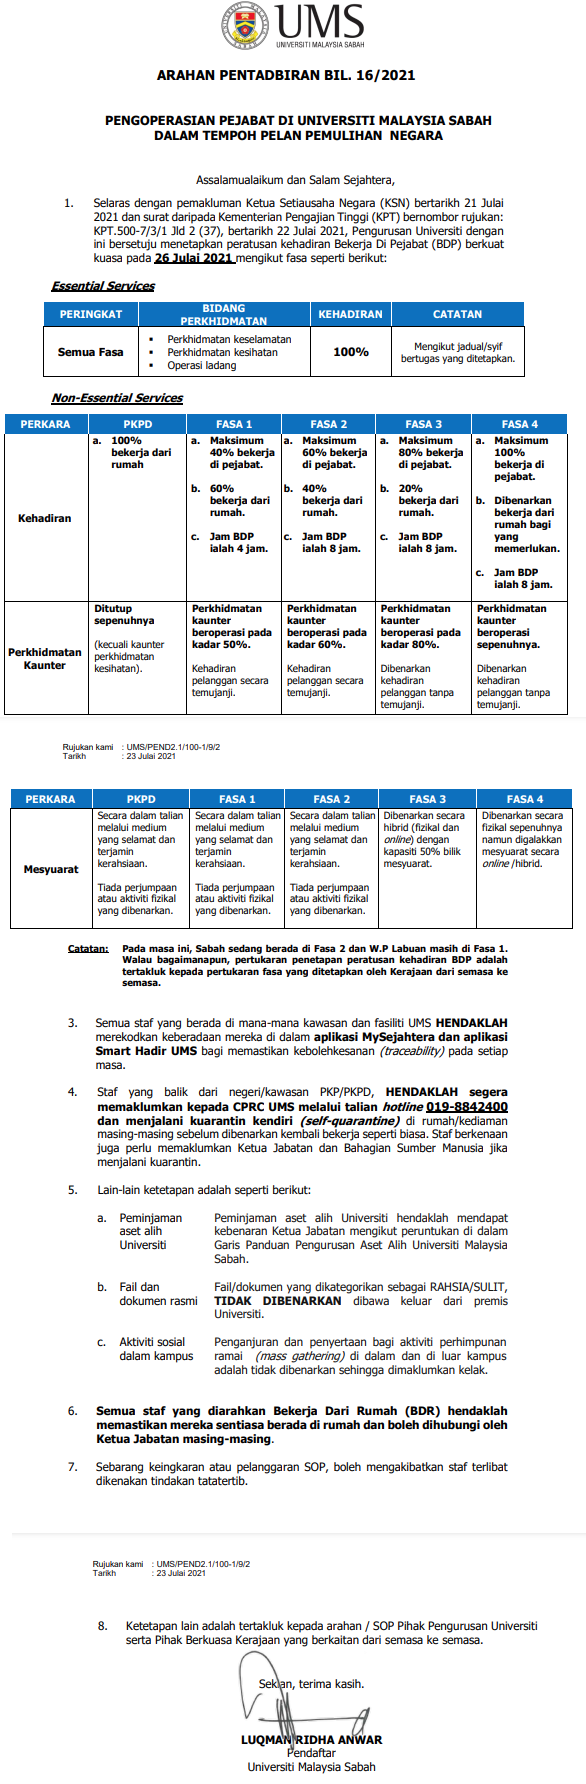 UMS
UNIVERSITI MALAYSIA SABAH
ARAHAN PENTADBIRAN BIL. 16/2021
PENGOPERASIAN PEJABAT DI UNIVERSITI MALAYSIA SABAH
DALAM TEMPOH PELAN PEMULIHAN NEGARA
Assalamualaikum dan Salam Sejahtera,
1. Selaras dengan pemakluman Ketua Setiausaha Negara (KSN) bertarikh 21 Julai
2021 dan surat daripada Kementerian Pengajian Tinggi (KPT) bernombor rujukan:
KPT.500-7/3/1 Jld 2 (37), bertarikh 22 Julai 2021, Pengurusan Universiti dengan
ini bersetuju menetapkan peratusan kehadiran Bekerja Di Pejabat (BDP) berkuat
kuasa pada 26 Julai 2021 mengikut fasa seperti berikut:
Essential Services
PERINGKAT
BIDANG
PERKHIDMATAN
KEHADIRAN
CATATAN
Semua Fasa
▪ Perkhidmatan keselamatan
▪ Perkhidmatan kesihatan
▪ Operasi ladang
100%
Mengikut jadual/syif
bertugas yang ditetapkan.
Non-Essential Services
PERKARA
PKPD
FASA 1
FASA 2
FASA 3
FASA 4
Kehadiran
a. 100%
bekerja dari
rumah
a. Maksimum
40% bekerja
di pejabat.
b. 60%
bekerja dari
rumah.
c. Jam BDP
ialah 4 jam.
a. Maksimum
60% bekerja
di pejabat.
b. 40%
bekerja dari
rumah.
c. Jam BDP
ialah 8 jam.
a. Maksimum
80% bekerja
di pejabat.
b. 20%
bekerja dari
rumah.
c. Jam BDP
ialah 8 jam.
a. Maksimum
100%
bekerja di
pejabat.
b. Dibenarkan
bekerja dari
rumah bagi
yang
memerlukan.
c. Jam BDP
ialah 8 jam.
Perkhidmatan
Kaunter
Ditutup
sepenuhnya
(kecuali kaunter
perkhidmatan
kesihatan).
Perkhidmatan
kaunter
beroperasi pada
kadar 50%.
Kehadiran
pelanggan secara
temujanji.
Perkhidmatan
kaunter
beroperasi pada
kadar 60%.
Kehadiran
pelanggan secara
temujanji.
Perkhidmatan
kaunter
beroperasi pada
kadar 80%.
Dibenarkan
kehadiran
pelanggan tanpa
temujanji.
Perkhidmatan
kaunter
beroperasi
sepenuhnya.
Dibenarkan
kehadiran
pelanggan tanpa
temujanji.
Rujukan kami : UMS/PEND2.1/100-1/9/2
Tarikh : 23 Julai 2021
PERKARA
PKPD
FASA 1
FASA 2
FASA 3
FASA 4
Mesyuarat
Secara dalam talian
melalui medium
yang selamat dan
terjamin
kerahsiaan.
Tiada perjumpaan
atau aktiviti fizikal
yang dibenarkan.
Secara dalam talian
melalui medium
yang selamat dan
terjamin
kerahsiaan.
Tiada perjumpaan
atau aktiviti fizikal
yang dibenarkan.
Secara dalam talian
melalui medium
yang selamat dan
terjamin
kerahsiaan.
Tiada perjumpaan
atau aktiviti fizikal
yang dibenarkan.
Dibenarkan secara
hibrid (fizikal dan
online) dengan
kapasiti 50% bilik
mesyuarat.
Dibenarkan secara
fizikal sepenuhnya
namun digalakkan
mesyuarat secara
online /hibrid.
Catatan: Pada masa ini, Sabah sedang berada di Fasa 2 dan W.P Labuan masih di Fasa 1.
Walau bagaimanapun, pertukaran penetapan peratusan kehadiran BDP adalah
tertakluk kepada pertukaran fasa yang ditetapkan oleh Kerajaan dari semasa ke
semasa.
3. Semua staf yang berada di mana-mana kawasan dan fasiliti UMS HENDAKLAH
merekodkan keberadaan mereka di dalam aplikasi MySejahtera dan aplikasi
Smart Hadir UMS bagi memastikan kebolehkesanan (traceability) pada setiap
masa.
4. Staf yang balik dari negeri/kawasan PKP/PKPD, HENDAKLAH segera
memaklumkan kepada CPRC UMS melalui talian hotline 019-8842400
dan menjalani kuarantin kendiri (self-quarantine) di rumah/kediaman
masing-masing sebelum dibenarkan kembali bekerja seperti biasa. Staf berkenaan
juga perlu memaklumkan Ketua Jabatan dan Bahagian Sumber Manusia jika
menjalani kuarantin.
5. Lain-lain ketetapan adalah seperti berikut:
a. Peminjaman
aset alih
Universiti
Peminjaman aset alih Universiti hendaklah mendapat
kebenaran Ketua Jabatan mengikut peruntukan di dalam
Garis Panduan Pengurusan Aset Alih Universiti Malaysia
Sabah.
b. Fail dan
dokumen rasmi
Fail/dokumen yang dikategorikan sebagai RAHSIA/SULIT,
TIDAK DIBENARKAN dibawa keluar dari premis
Universiti.
c. Aktiviti sosial
dalam kampus
Penganjuran dan penyertaan bagi aktiviti perhimpunan
ramai (mass gathering) di dalam dan di luar kampus
adalah tidak dibenarkan sehingga dimaklumkan kelak.
6. Semua staf yang diarahkan Bekerja Dari Rumah (BDR) hendaklah
memastikan mereka sentiasa berada di rumah dan boleh dihubungi oleh
Ketua Jabatan masing-masing.
7. Sebarang keingkaran atau pelanggaran SOP, boleh mengakibatkan staf terlibat
dikenakan tindakan tatatertib.
Rujukan kami : UMS/PEND2.1/100-1/9/2
Tarikh : 23 Julai 2021
8. Ketetapan lain adalah tertakluk kepada arahan / SOP Pihak Pengurusan Universiti
serta Pihak Berkuasa Kerajaan yang berkaitan dari semasa ke semasa.
Sekian, terima kasih.
LUQMAN RIDHA ANWAR
Pendaftar
Universiti Malaysia Sabah